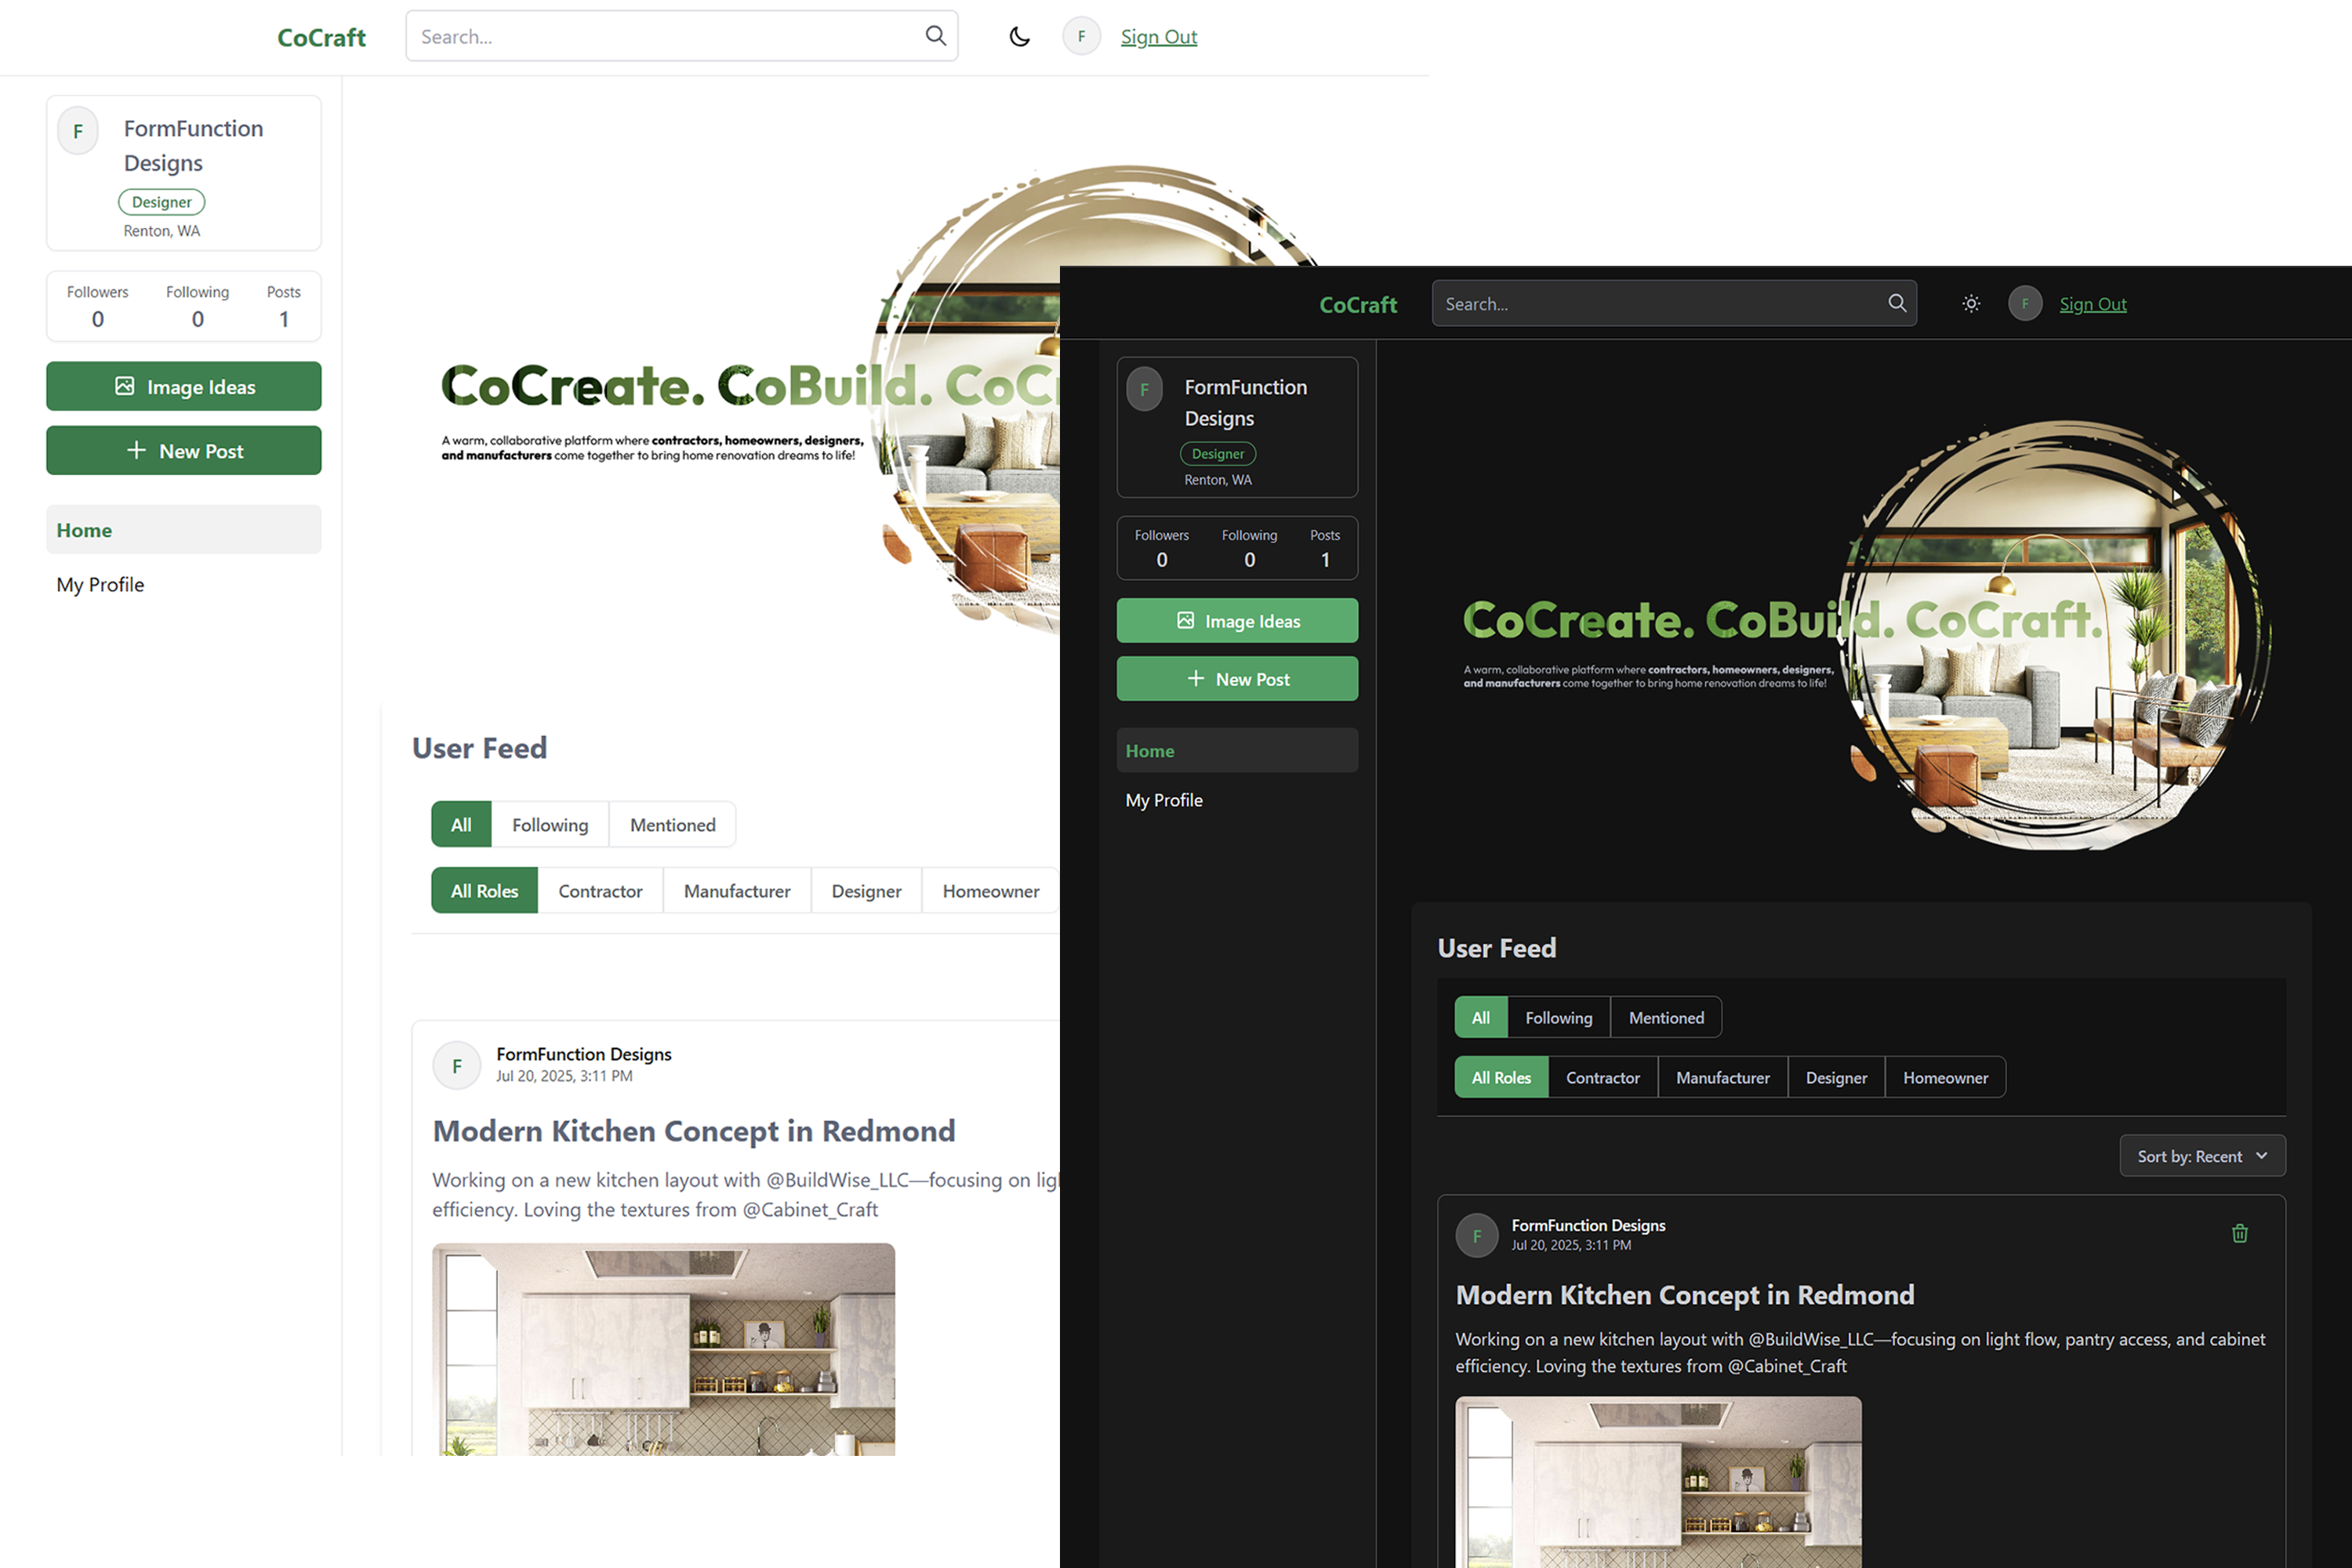 CoCraft
Search...
F
Sign Out
F
FormFunction
Designs
Designer
Renton, WA
Followers Following Posts
0 0 1
Image Ideas
New Post
Home
My Profile
CoCreate. CoBuild. CoC
A warm, collaborative platform where contractors, homeowners, designers,
and manufacturers come together to bring home renovation dreams to life!
User Feed
All Following Mentioned
All Roles Contractor Manufacturer Designer Homeowner
F
FormFunction Designs
Jul 20, 2025, 3:11 PM
Modern Kitchen Concept in Redmond
Working on a new kitchen layout with @BuildWise_LLC—focusing on lig
efficiency. Loving the textures from @Cabinet_Craft
CoCraft
Search...
F
Sign Out
F
FormFunction
Designs
Designer
Renton, WA
Followers Following Posts
0 0 1
Image Ideas
New Post
Home
My Profile
CoCreate. CoBuild. CoCraft.
A warm, collaborative platform where contractors, homeowners, designers,
and manufacturers come together to bring home renovation dreams to life!
User Feed
All Following Mentioned
All Roles Contractor Manufacturer Designer Homeowner
Sort by: Recent
F
FormFunction Designs
Jul 20, 2025, 3:11 PM
Modern Kitchen Concept in Redmond
Working on a new kitchen layout with @BuildWise_LLC—focusing on light flow, pantry access, and cabinet
efficiency. Loving the textures from @Cabinet_Craft